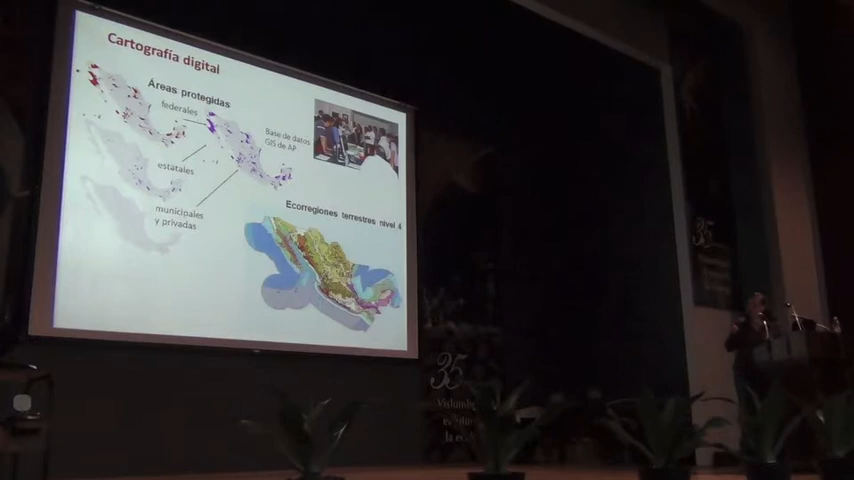 Cartografía digital
Áreas protegidas
federales
Base de datos
GIS de AP
estatales
municipales
y privadas
Ecorregiones terrestres nivel 4
35
35